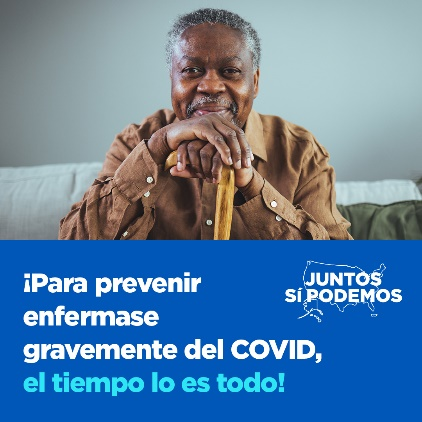 ¡Para prevenir
enfermase
gravemente del COVID,
el tiempo lo es todo!
JUNTOS
SÍ PODEMOS